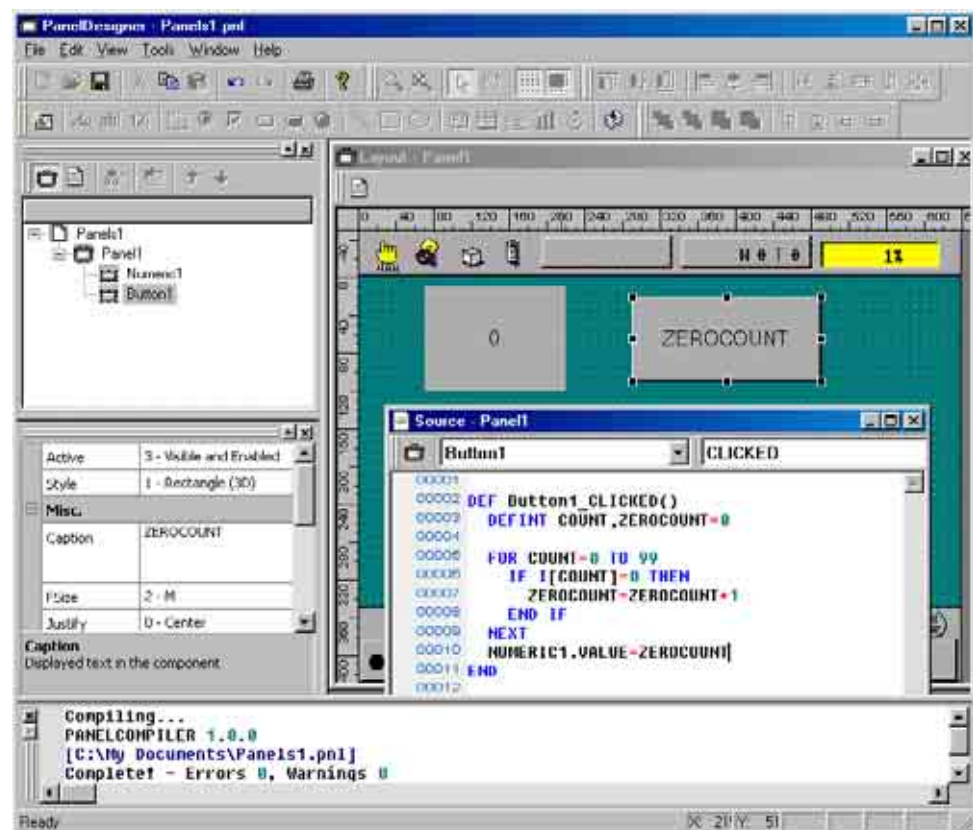 PanelDesigner - Panels1.pnl
File Edit View Tools Window Help
Panels1
Panel1
Numeric1
Button1
Active 3 - Visible and Enabled
Style 1 - Rectangle (3D)
Misc.
Caption ZEROCOUNT
FSize 2 - M
Justify 0 - Center
Caption
Displayed text in the component
Layout - Panel1
1%
0
ZEROCOUNT
Source - Panel1
Button1 CLICKED
00001
00002 DEF Button1_CLICKED()
00003 DEFINT COUNT,ZEROCOUNT=0
00004
00005 FOR COUNT=0 TO 99
00006 IF I[COUNT]=0 THEN
00007 ZEROCOUNT=ZEROCOUNT+1
00008 END IF
00009 NEXT
00010 NUMERIC1.VALUE=ZEROCOUNT
00011 END
00012
Compiling...
PANELCOMPILER 1.0.0
[C:\My Documents\Panels1.pnl]
Complete! - Errors 0, Warnings 0
Ready